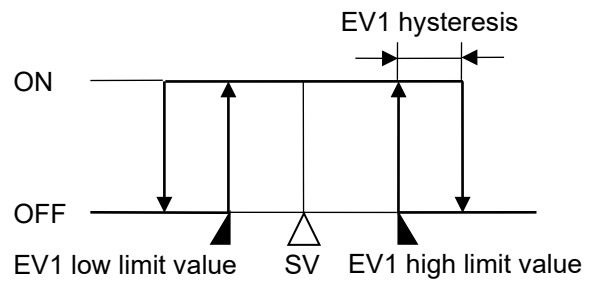 EV1 hysteresis
ON
OFF
EV1 low limit value SV EV1 high limit value